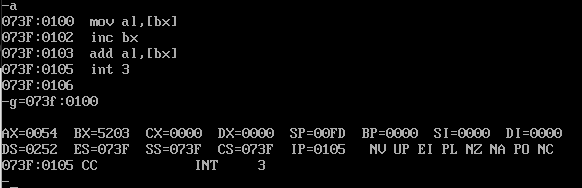 -a
073F:0100 mov al,[bx]
073F:0102 inc bx
073F:0103 add al,[bx]
073F:0105 int 3
073F:0106
-g=073f:0100
AX=0054 BX=5203 CX=0000 DX=0000 SP=00FD BP=0000 SI=0000 DI=0000
DS=0252 ES=073F SS=073F CS=073F IP=0105 NV UP EI PL NZ NA PO NC
073F:0105 CC INT 3
-